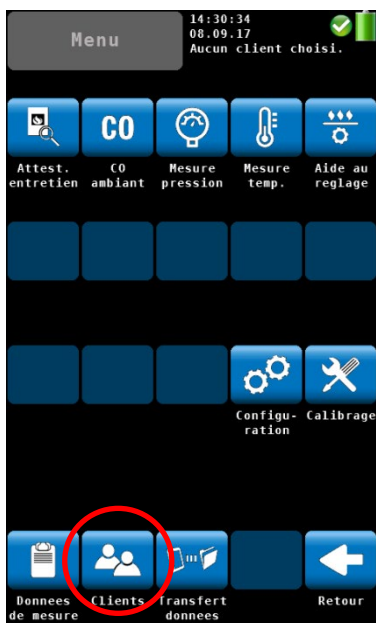 Menu
14:30:34
08.09.17
Aucun client choisi.
CO
Attest.
entretien
CO
ambiant
Mesure
pression
Mesure
temp.
Aide au
reglage
Configu-
ration
Calibrage
Donnees
de mesure
Clients
Transfert
donnees
Retour